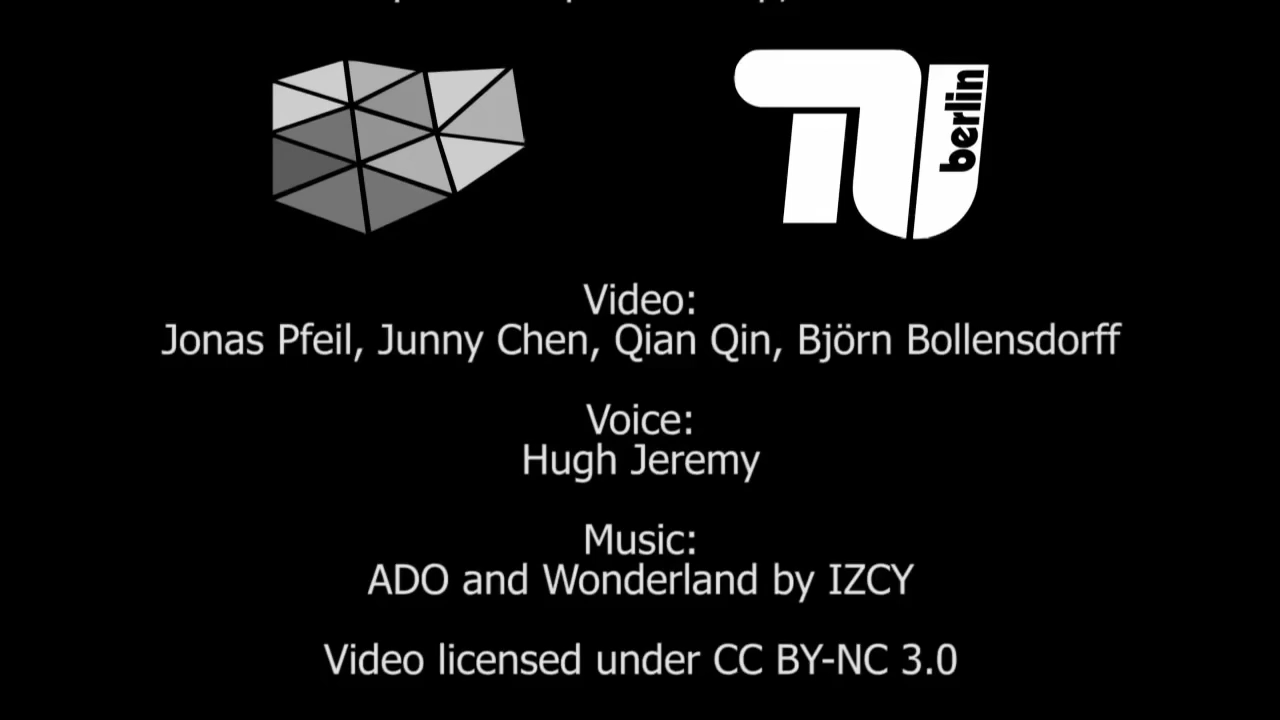 TU
berlin
Video:
Jonas Pfeil, Junny Chen, Qian Qin, Björn Bollensdorff
Voice:
Hugh Jeremy
Music:
ADO and Wonderland by IZCY
Video licensed under CC BY-NC 3.0